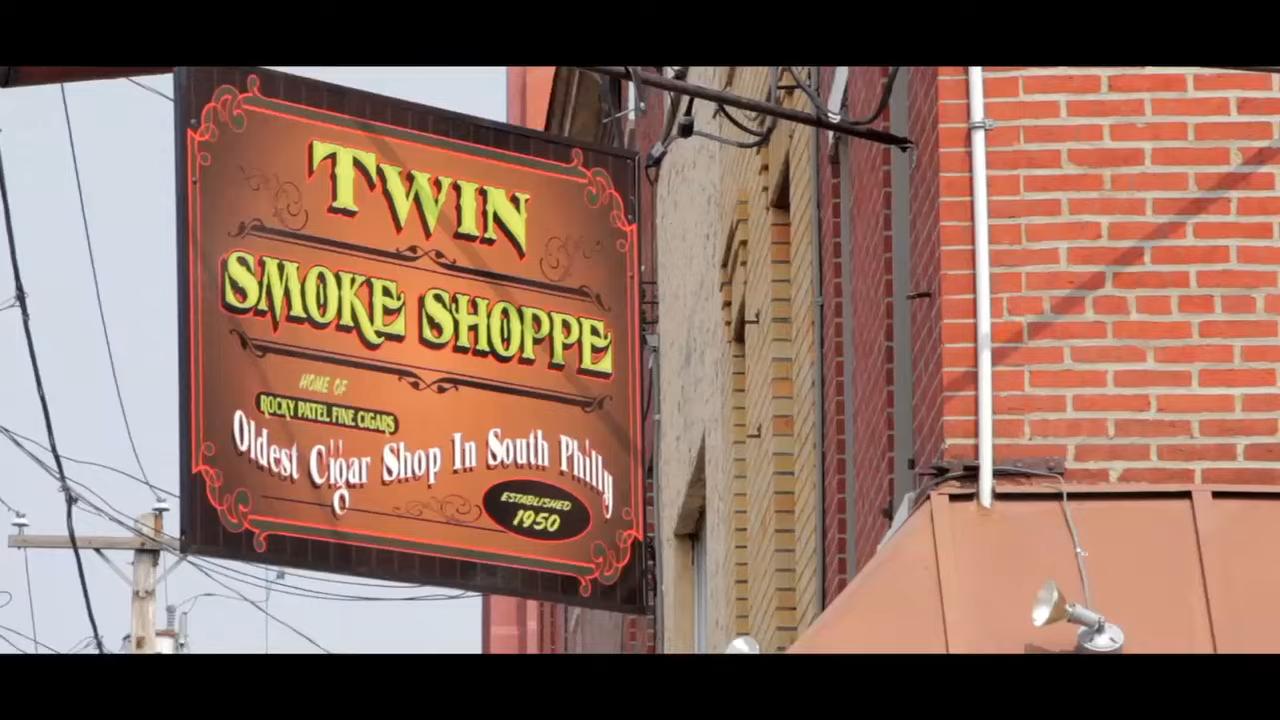 TWIN
SMOKE SHOPPE
HOME OF
ROCKY PATEL FINE CIGARS
Oldest Cigar Shop In South Philly
ESTABLISHED
1950